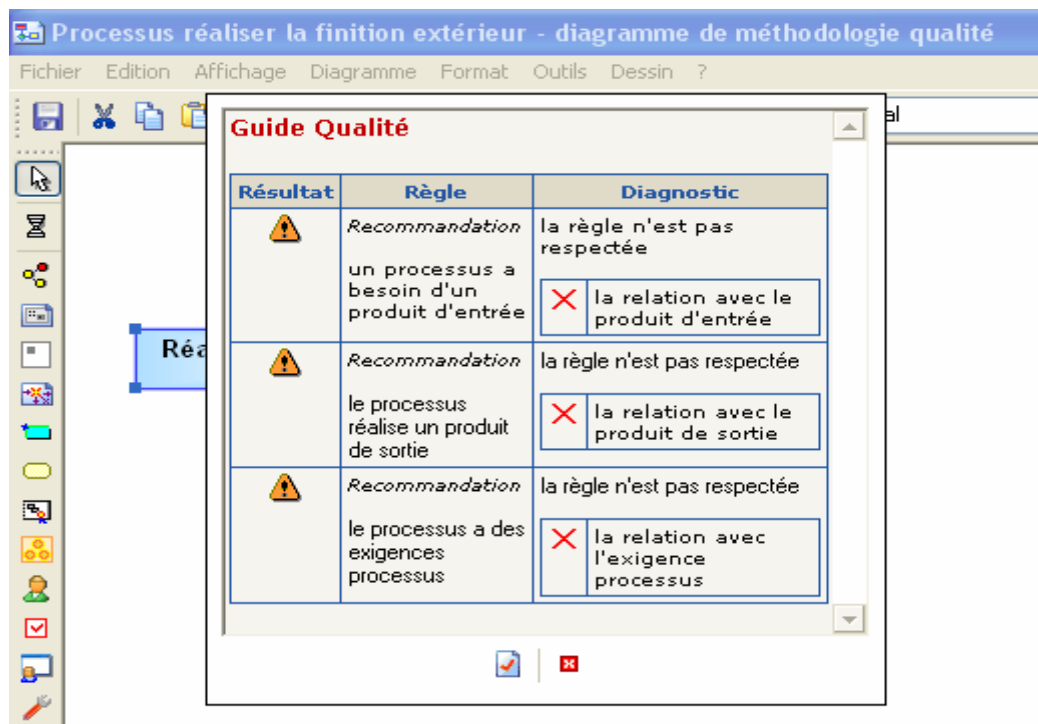 Processus réaliser la finition extérieur - diagramme de méthodologie qualité
Fichier Edition Affichage Diagramme Format Outils Dessin ?
al
Guide Qualité
Résultat Règle Diagnostic
Recommandation
un processus a
besoin d'un
produit d'entrée
la règle n'est pas
respectée
la relation avec le
produit d'entrée
Recommandation
le processus
réalise un produit
de sortie
la règle n'est pas respectée
la relation avec le
produit de sortie
Recommandation
le processus a des
exigences
processus
la règle n'est pas respectée
la relation avec
l'exigence
processus
Réa